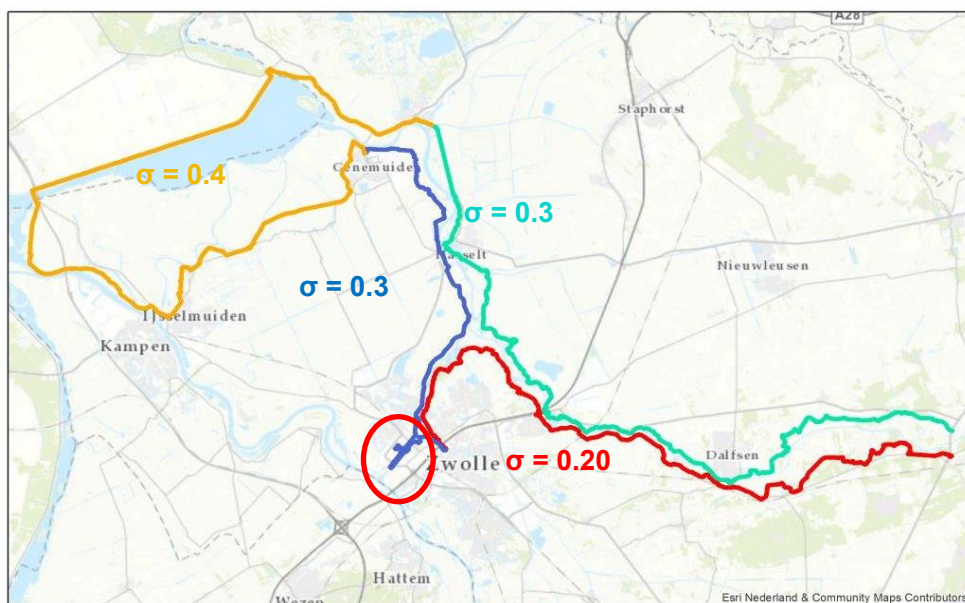 A28
Staphorst
σ = 0.4
Genemuiden
σ = 0.3
Hasselt
Nieuwleusen
σ = 0.3
IJsselmuiden
Kampen
Dalfsen
Zwolle
σ = 0.20
Hattem
Wezep
Esri Nederland & Community Maps Contributors